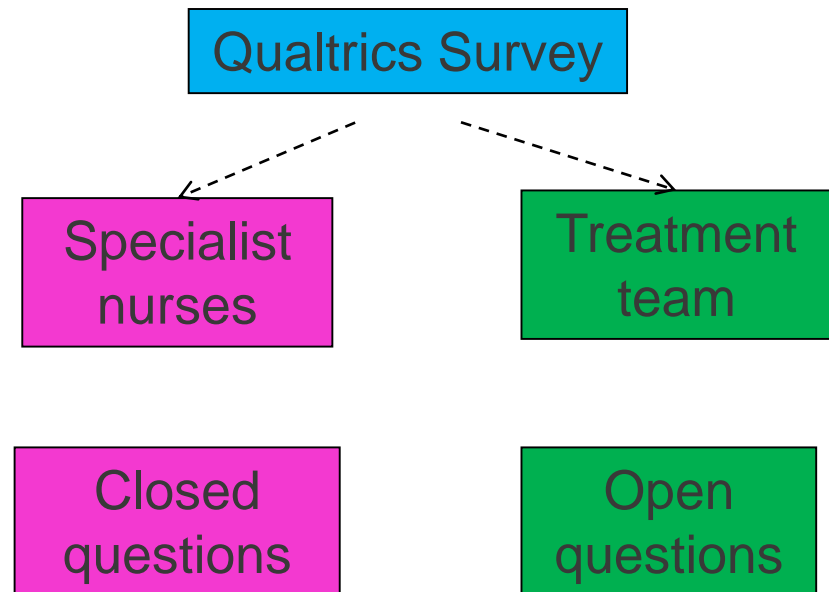 Qualtrics Survey
Specialist
nurses
Treatment
team
Closed
questions
Open
questions